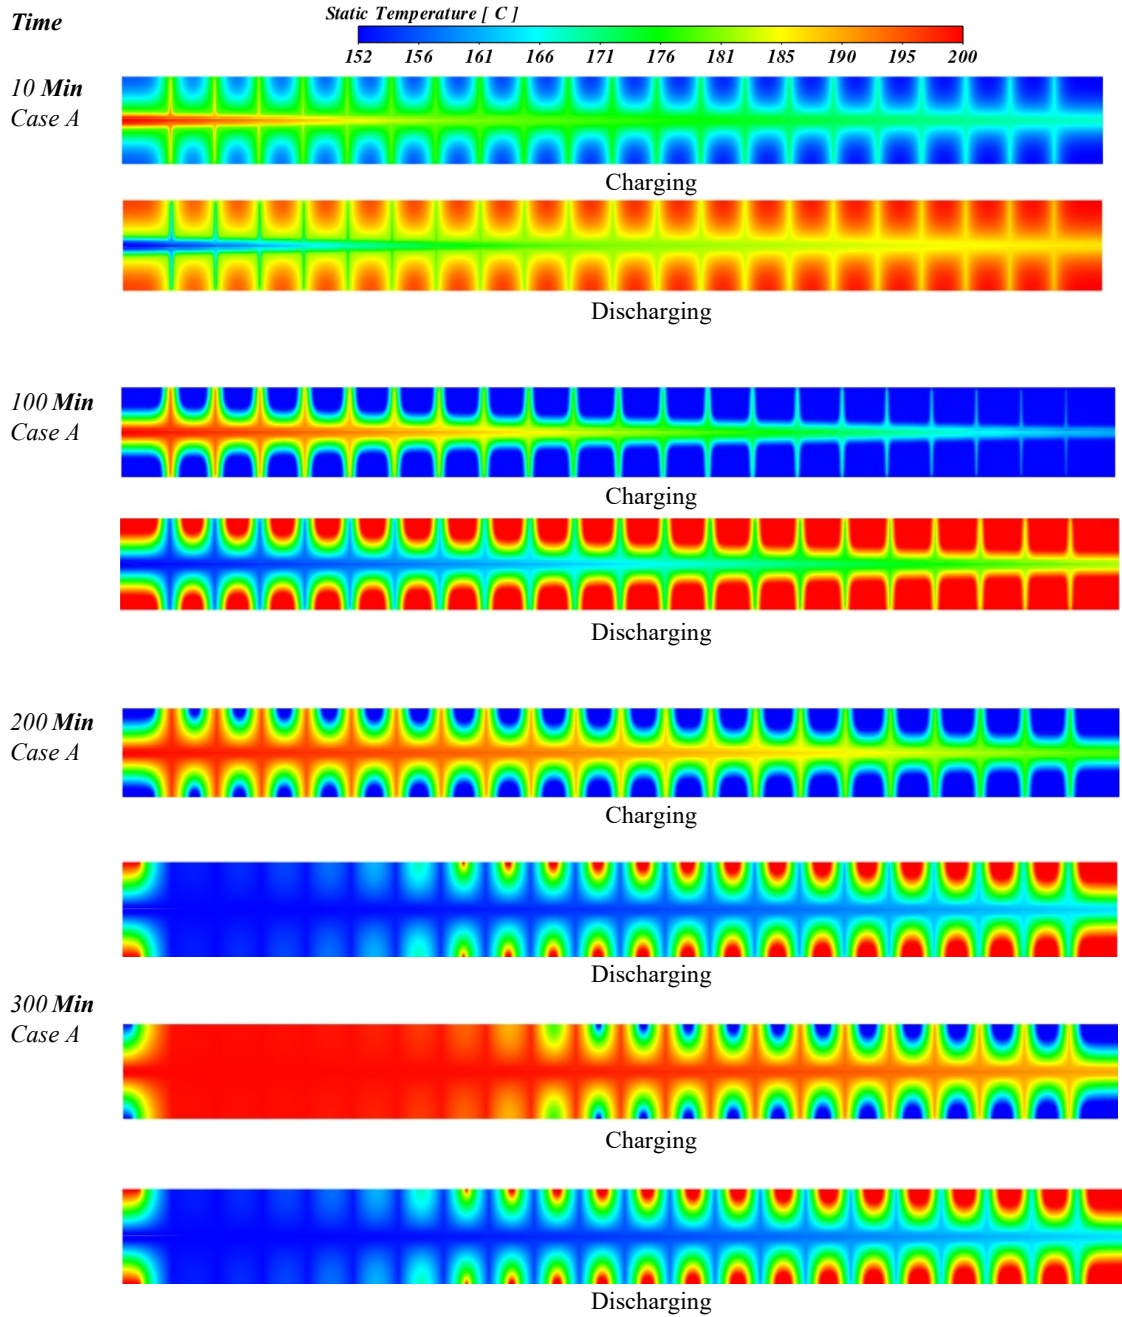 Static Temperature [ C ]
Time
152 156 161 166 171 176 181 185 190 195 200
10 Min
Case A
Charging
Discharging
100 Min
Case A
Charging
Discharging
200 Min
Case A
Charging
Discharging
300 Min
Case A
Charging
Discharging